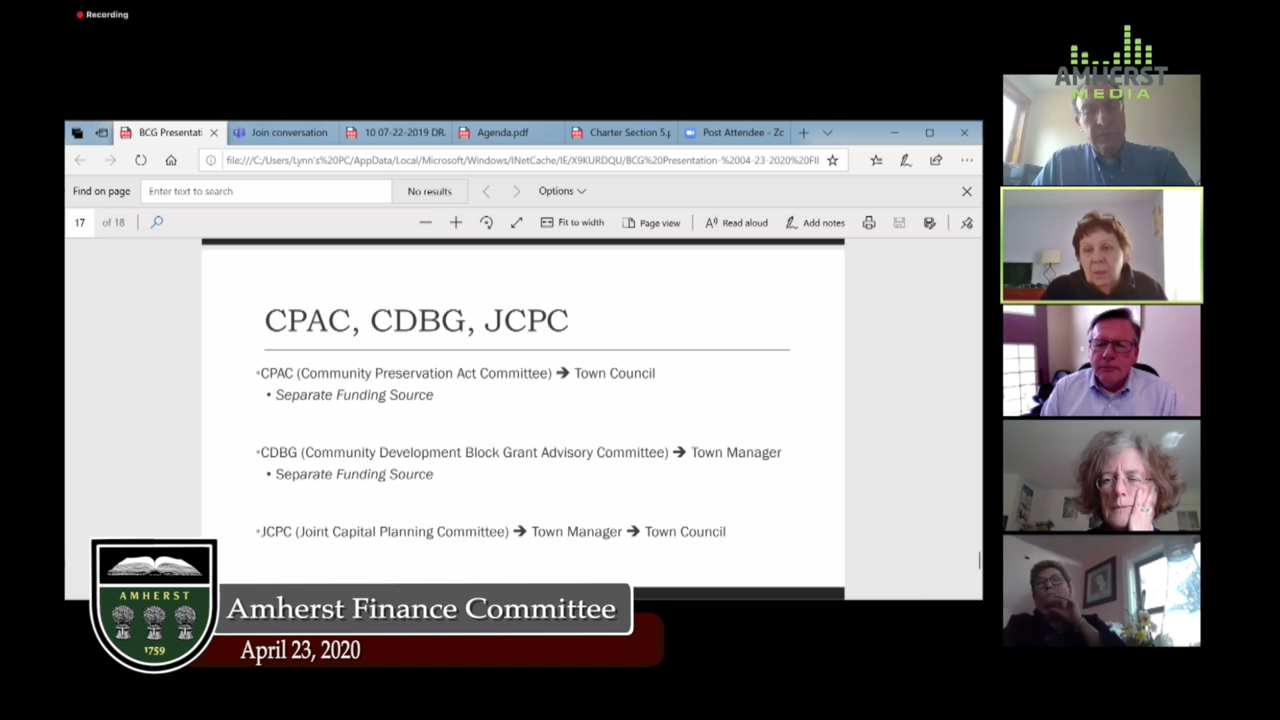 Recording
AMHERST
MEDIA
BCG Presentati
Join conversation
10 07-22-2019 DR.
Agenda.pdf
Charter Section 5.p
Post Attendee - Zc
file:///C:/Users/Lynn's%20PC/AppData/Local/Microsoft/Windows/INetCache/IE/X9KURDQU/BCG%20Presentation-%2004-23-2020%20FII
Find on page
Enter text to search
No results
Options
17 of 18
Fit to width
Page view
Read aloud
Add notes
CPAC, CDBG, JCPC
•CPAC (Community Preservation Act Committee) ➔ Town Council
• Separate Funding Source
•CDBG (Community Development Block Grant Advisory Committee) ➔ Town Manager
• Separate Funding Source
•JCPC (Joint Capital Planning Committee) ➔ Town Manager ➔ Town Council
AMHERST
1759
Amherst Finance Committee
April 23, 2020